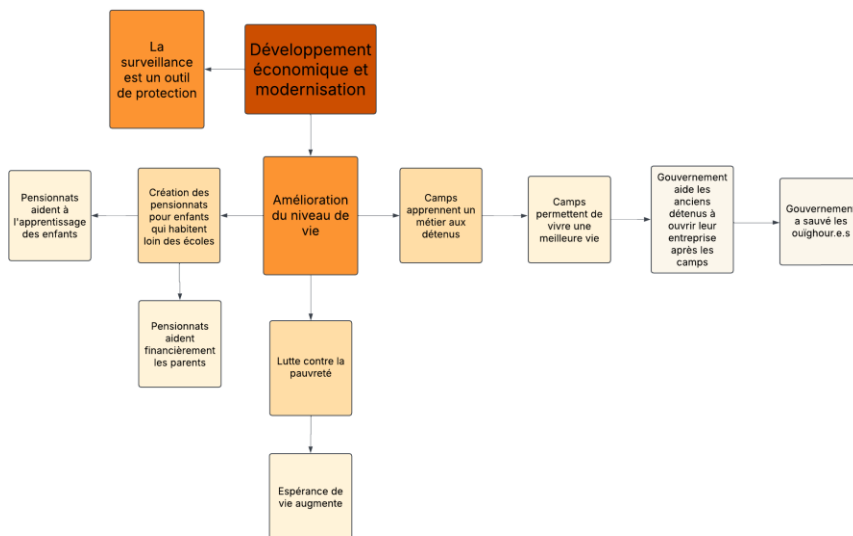 La
surveillance
est un outil
de protection
Développement
économique et
modernisation
Pensionnats
aident à
l'apprentissage
des enfants
Création des
pensionnats
pour enfants
qui habitent
loin des écoles
Amélioration
du niveau de
vie
Camps
apprennent un
métier aux
détenus
Camps
permettent de
vivre une
meilleure vie
Gouvernement
aide les
anciens
détenus à
ouvrir leur
entreprise
après les
camps
Gouvernement
a sauvé les
ouïghour.e.s
Pensionnats
aident
financièrement
les parents
Lutte contre la
pauvreté
Espérance de
vie augmente